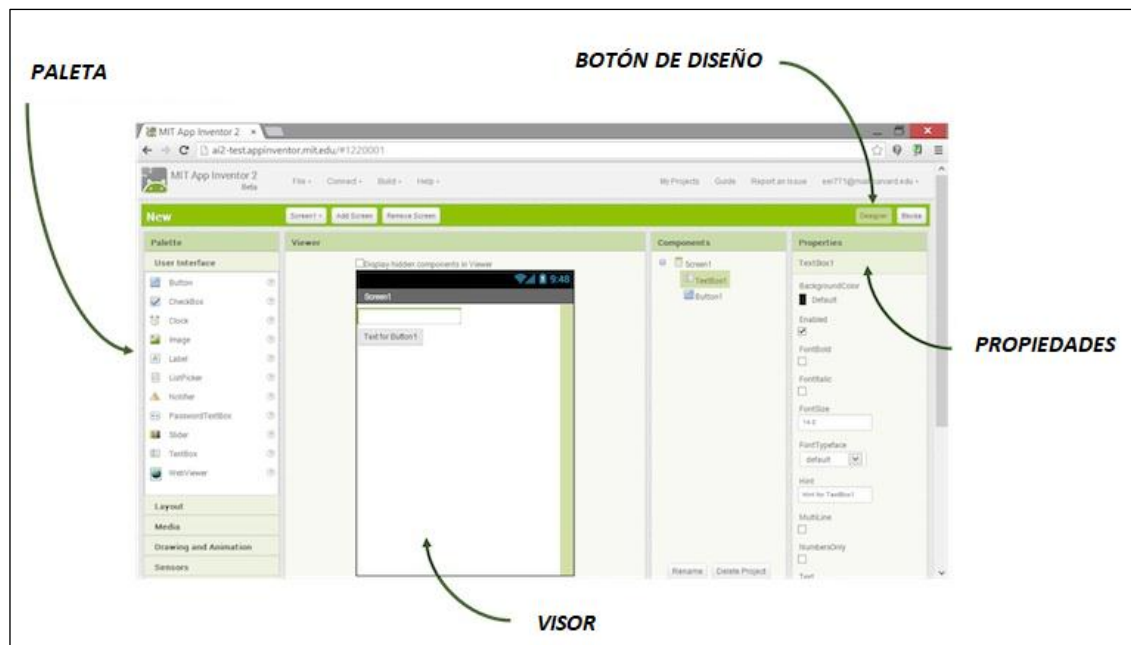 BOTÓN DE DISEÑO
PALETA
MIT App Inventor 2
ai2-test.appinventor.mit.edu/#1220001
MIT App Inventor 2
Beta
File
Connect
Build
Help
My Projects
Guide
Report an Issue
New
Screen1
Add Screen
Remove Screen
Designer
Blocks
Palette
Viewer
Components
Properties
User Interface
Button
CheckBox
Clock
Image
Label
ListPicker
Notifier
PasswordTextBox
Slider
TextBox
WebViewer
Layout
Media
Drawing and Animation
Sensors
Display hidden components in Viewer
9:48
Screen1
Text for Button1
Screen1
TextBox1
Button1
Rename
Delete Project
TextBox1
BackgroundColor
Default
Enabled
FontBold
FontItalic
FontSize
14.0
FontTypeface
default
Hint
Hint for TextBox1
MultiLine
NumbersOnly
Text
PROPIEDADES
VISOR